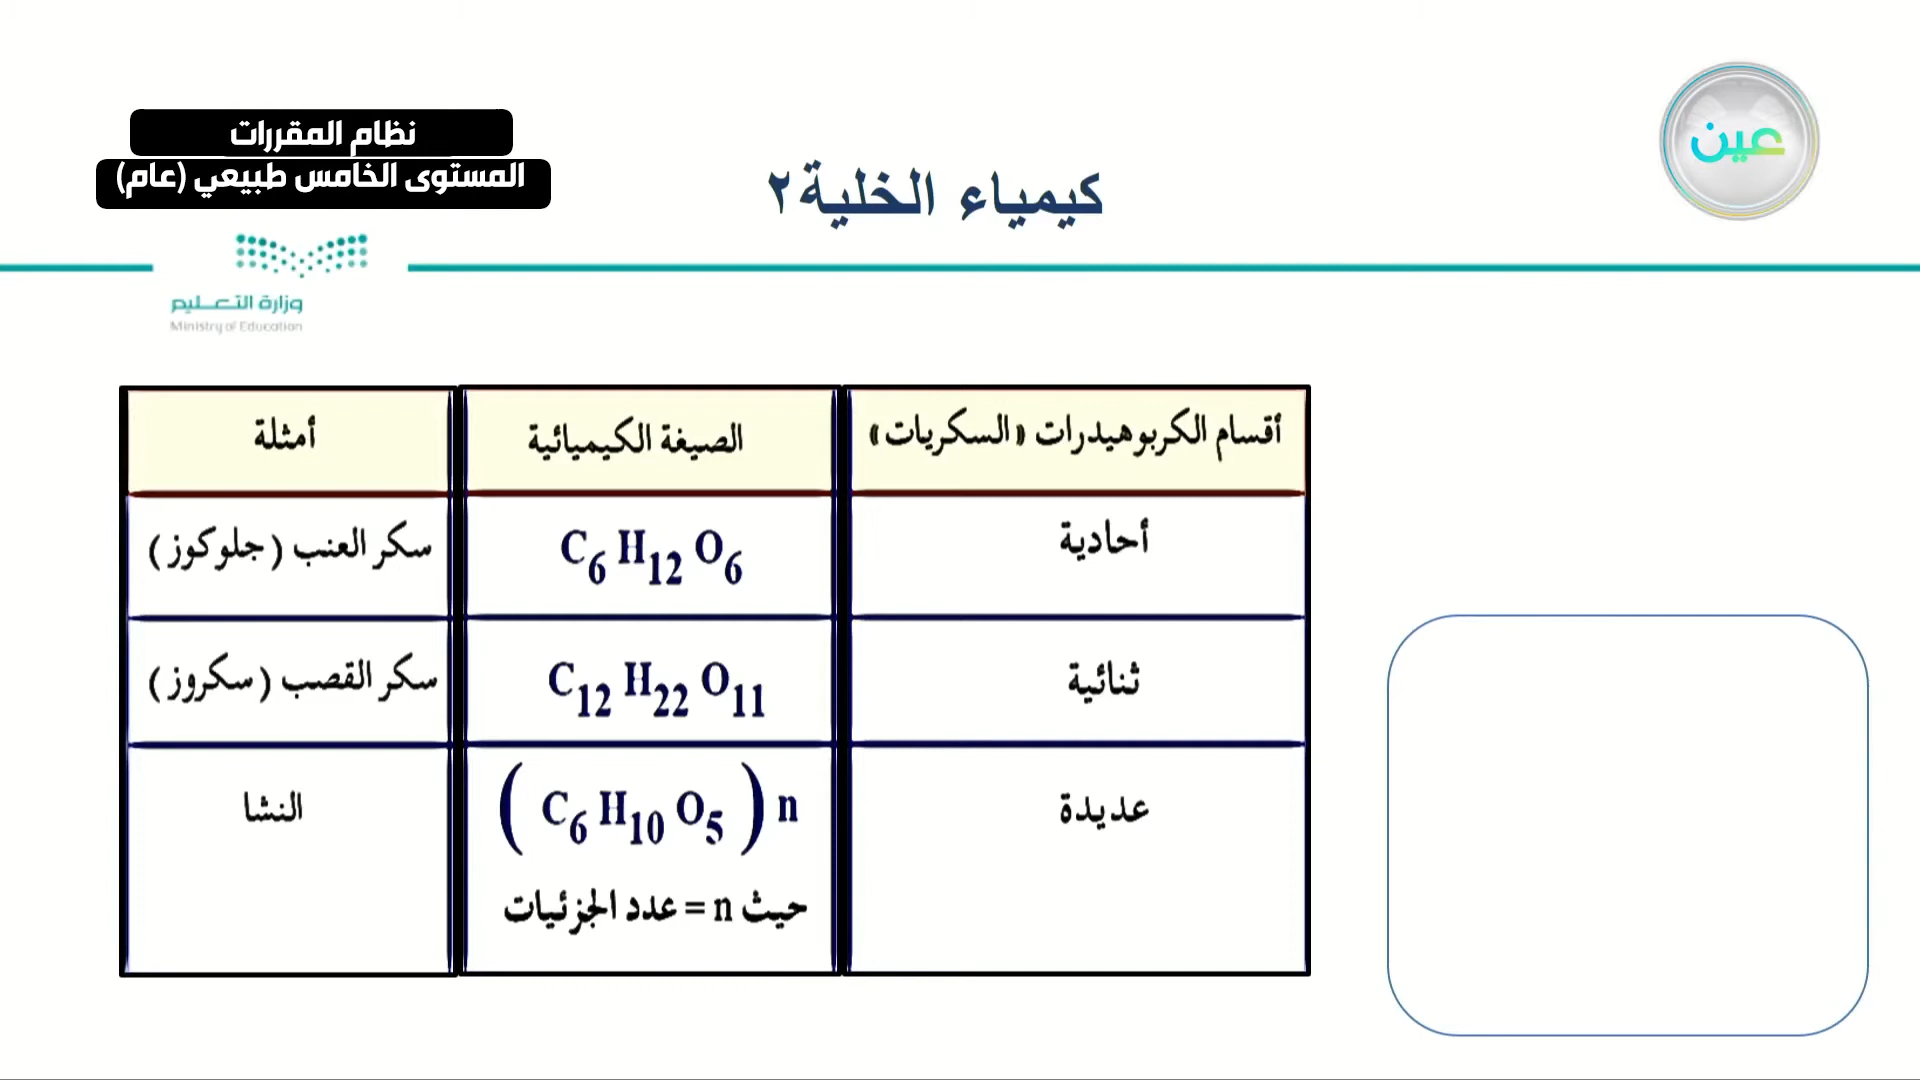 نظام المقررات
المستوى الخامس طبيعي (عام)
عين
كيمياء الخلية٢
وزارة التعليم
Ministry of Education
أقسام الكربوهيدرات «السكريات» الصيغة الكيميائية أمثلة
أحادية C6 H12 O6 سكر العنب (جلوكوز)
ثنائية C12 H22 O11 سكر القصب (سكروز)
عديدة (C6 H10 O5) n النشا
حيث n = عدد الجزئيات